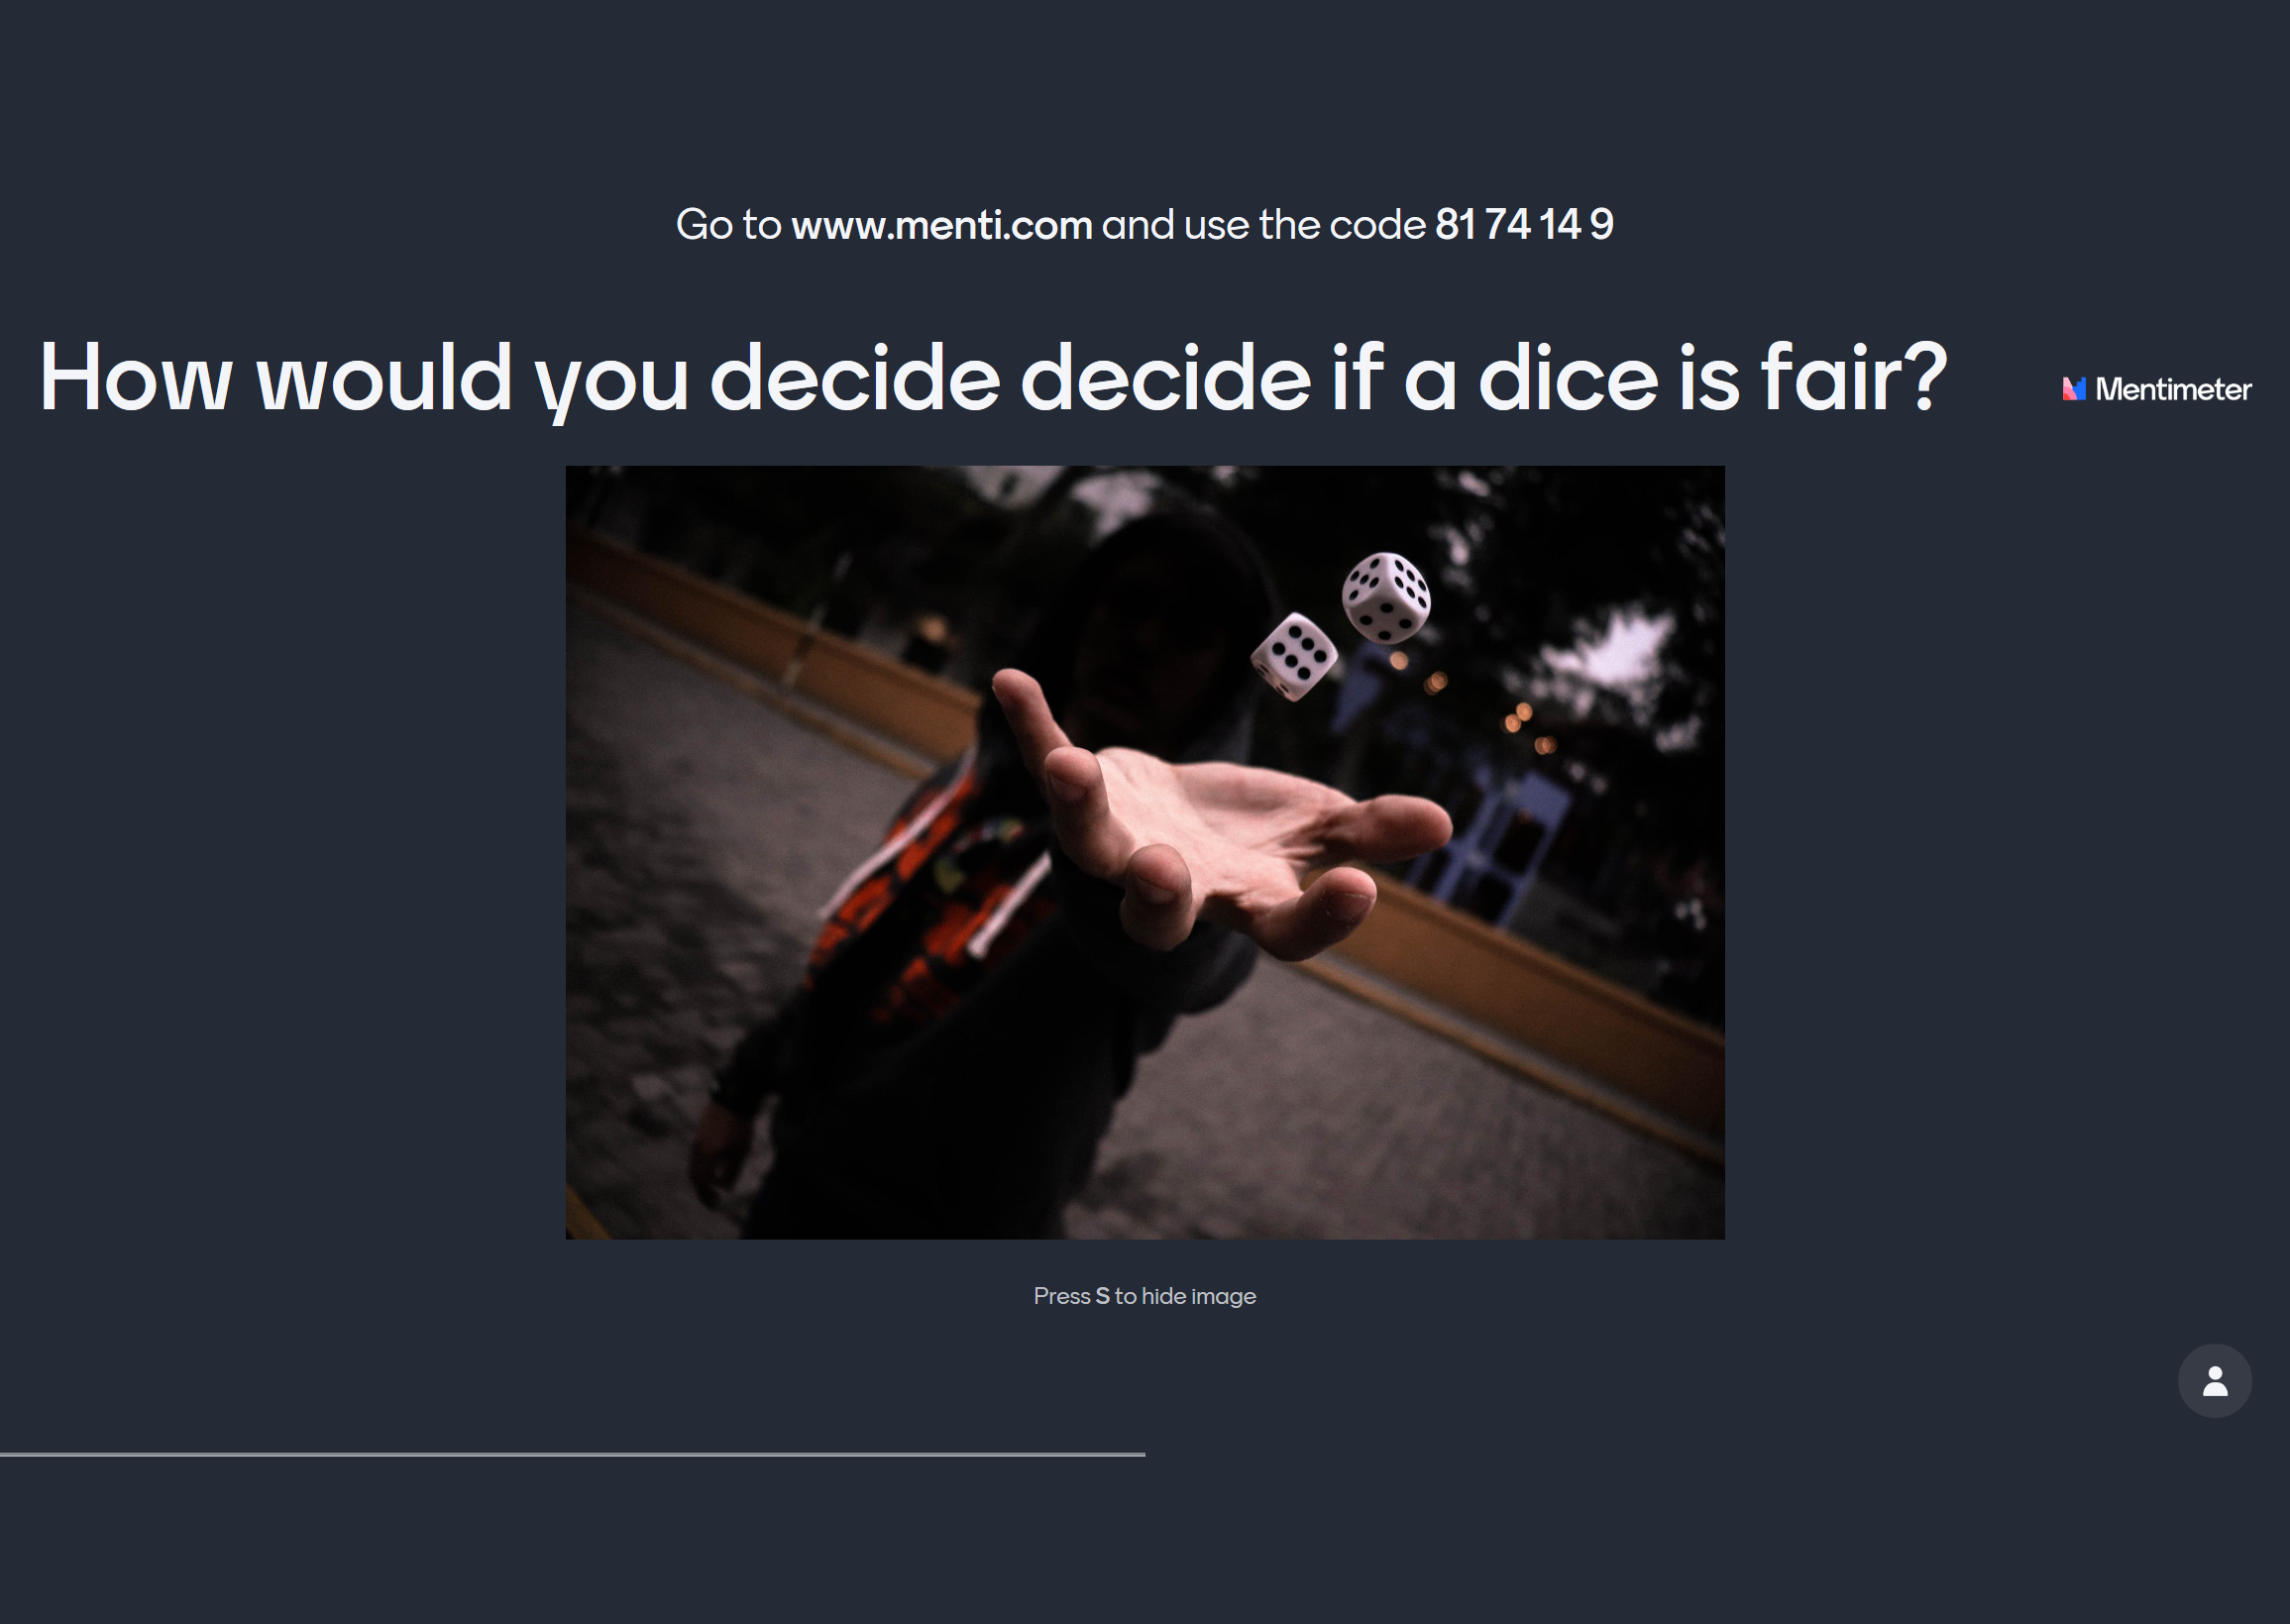 Go to www.menti.com and use the code 81 74 14 9
How would you decide decide if a dice is fair?
Mentimeter
Press S to hide image